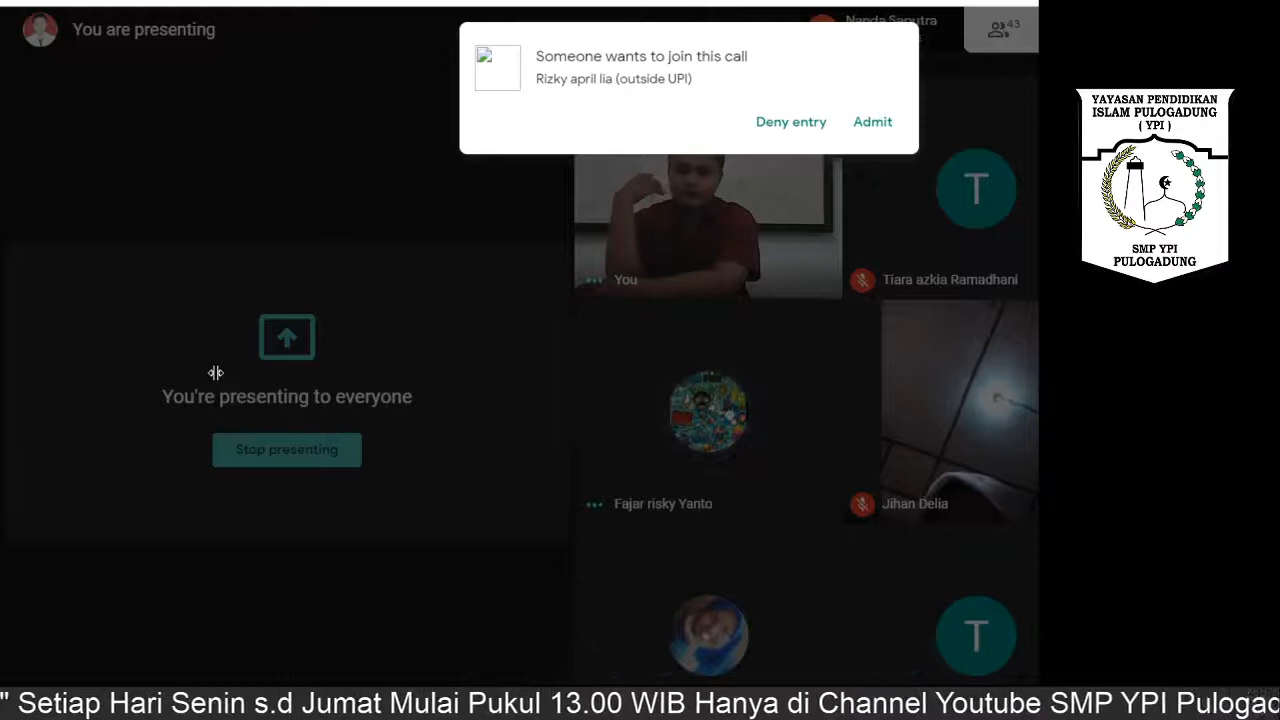 You are presenting
Nanda Saputra
43
Someone wants to join this call
Rizky april lia (outside UPI)
Deny entry
Admit
YAYASAN PENDIDIKAN
ISLAM PULOGADUNG
( YPI )
SMP YPI
PULOGADUNG
T
You
Tiara azkia Ramadhani
You're presenting to everyone
Stop presenting
Fajar risky Yanto
Jihan Delia
T
" Setiap Hari Senin s.d Jumat Mulai Pukul 13.00 WIB Hanya di Channel Youtube SMP YPI Pulogad